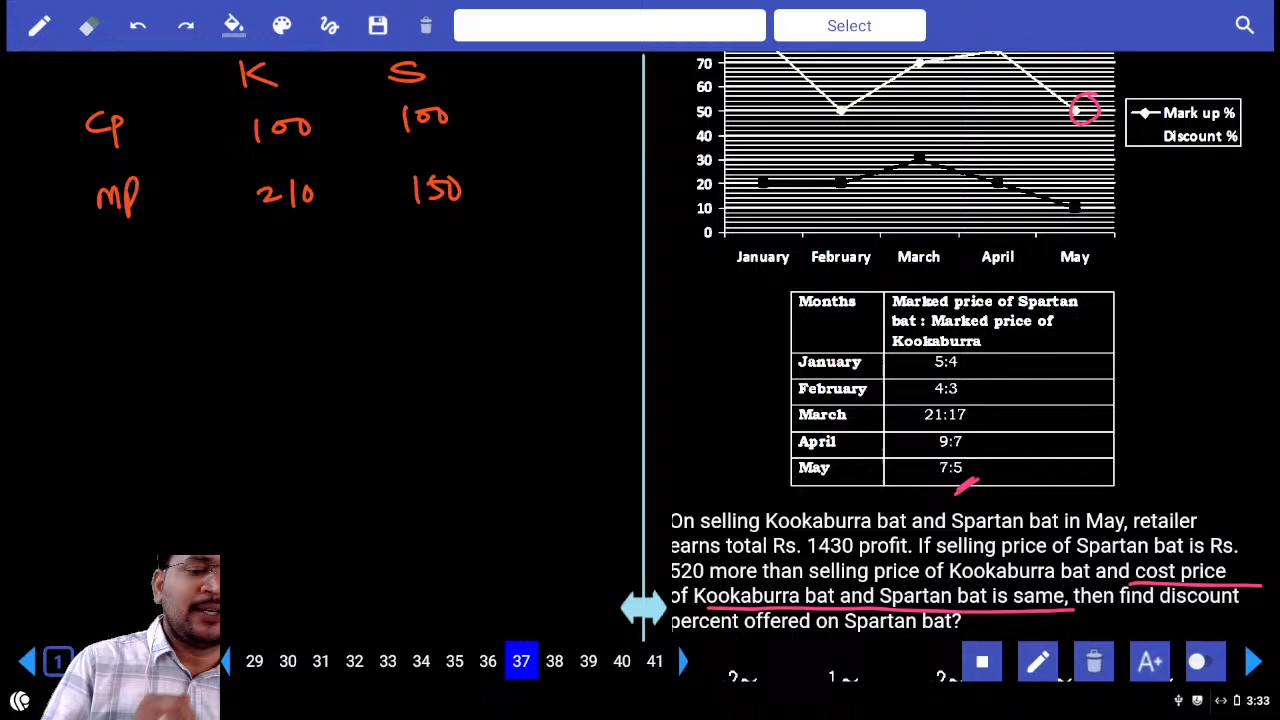 Select
K S
CP 100 100
MP 210 150
70
60
50
40
30
20
10
0
Mark up %
Discount %
January February March April May
Months Marked price of Spartan bat : Marked price of Kookaburra
January 5:4
February 4:3
March 21:17
April 9:7
May 7:5
On selling Kookaburra bat and Spartan bat in May, retailer
earns total Rs. 1430 profit. If selling price of Spartan bat is Rs.
520 more than selling price of Kookaburra bat and cost price
of Kookaburra bat and Spartan bat is same, then find discount
percent offered on Spartan bat?
1 29 30 31 32 33 34 35 36 37 38 39 40 41
A+
3:33